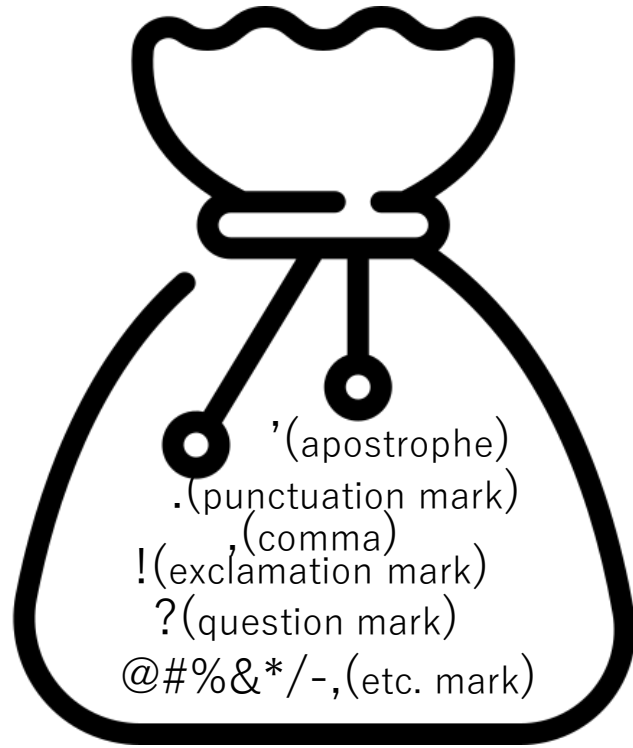 ’(apostrophe)
.(punctuation mark)
,(comma)
!(exclamation mark)
?(question mark)
@#%&*/-,(etc. mark)